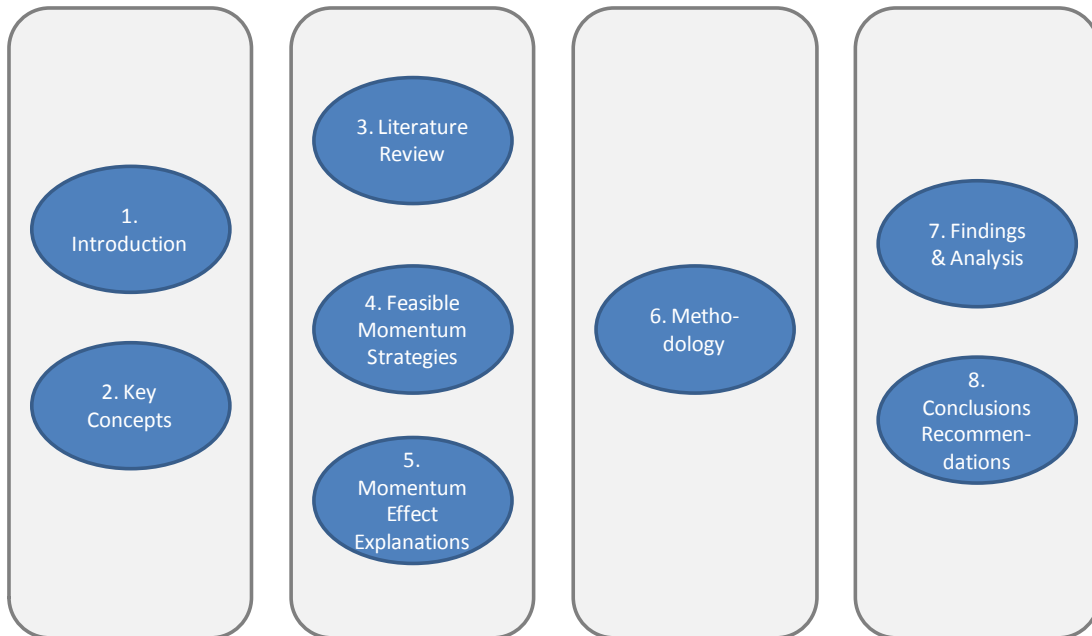 1.
Introduction
2. Key
Concepts
3. Literature
Review
4. Feasible
Momentum
Strategies
5.
Momentum
Effect
Explanations
6. Metho-
dology
7. Findings
& Analysis
8.
Conclusions
Recommen-
dations